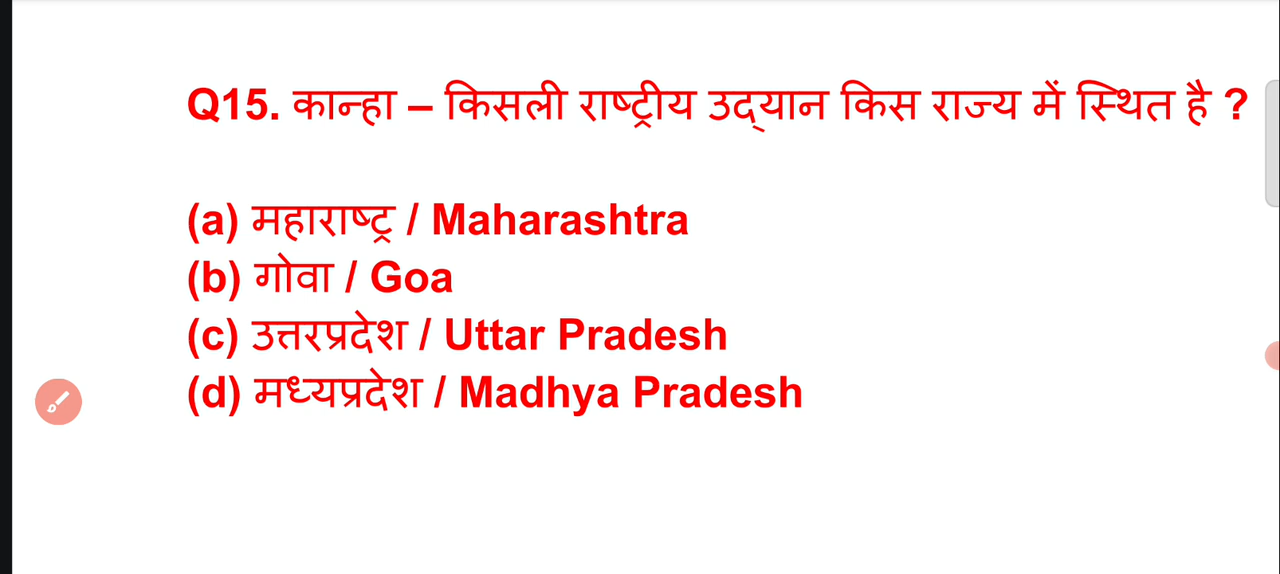 Q15. कान्हा – किसली राष्ट्रीय उद्‌यान किस राज्य में स्थित है ?
(a) महाराष्ट्र / Maharashtra
(b) गोवा / Goa
(c) उत्तरप्रदेश / Uttar Pradesh
(d) मध्यप्रदेश / Madhya Pradesh